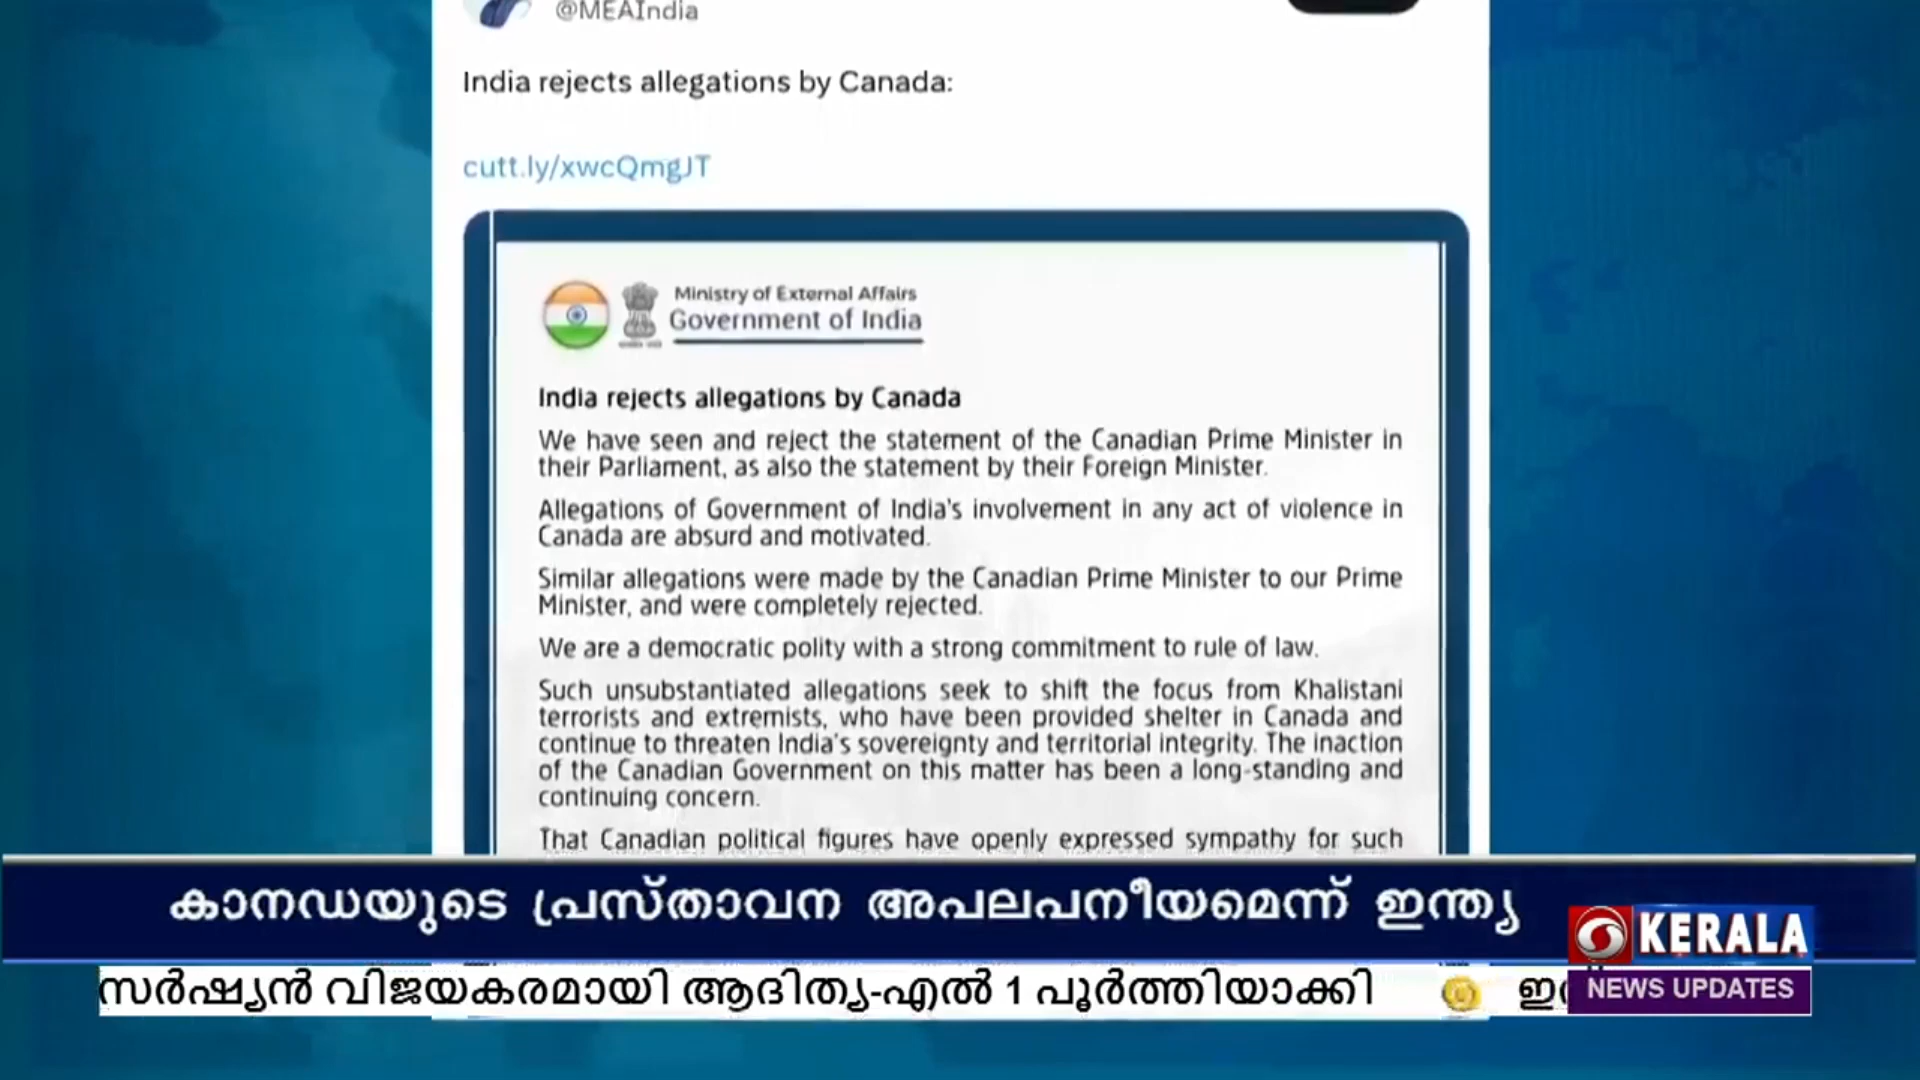 @MEAIndia
India rejects allegations by Canada:
cutt.ly/xwcQmgJT
Ministry of External Affairs
Government of India
India rejects allegations by Canada
We have seen and reject the statement of the Canadian Prime Minister in
their Parliament, as also the statement by their Foreign Minister.
Allegations of Government of India's involvement in any act of violence in
Canada are absurd and motivated.
Similar allegations were made by the Canadian Prime Minister to our Prime
Minister, and were completely rejected.
We are a democratic polity with a strong commitment to rule of law.
Such unsubstantiated allegations seek to shift the focus from Khalistani
terrorists and extremists, who have been provided shelter in Canada and
continue to threaten India's sovereignty and territorial integrity. The inaction
of the Canadian Government on this matter has been a long-standing and
continuing concern.
That Canadian political figures have openly expressed sympathy for such
കാനഡയുടെ പ്രസ്താവന അപലപനീയമെന്ന് ഇന്ത്യ
KERALA
സർഷ്യൻ വിജയകരമായി ആദിത്യ-എൽ 1 പൂർത്തിയാക്കി
NEWS UPDATES